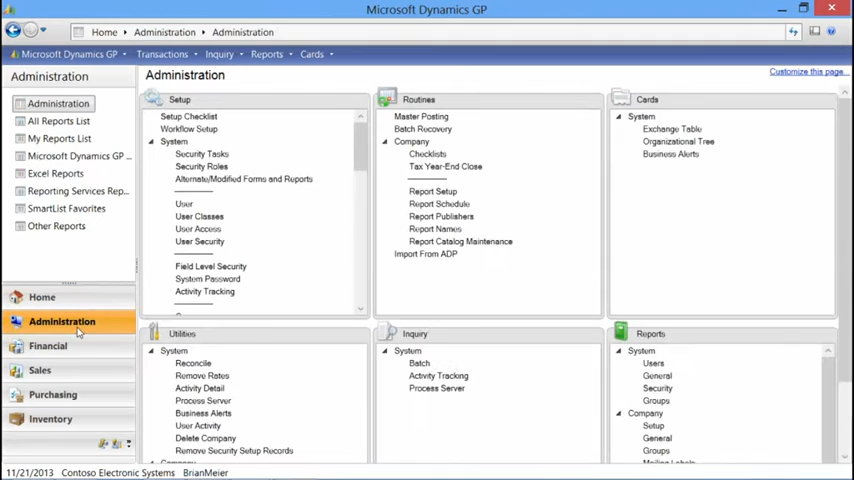 Microsoft Dynamics GP
Home Administration Administration
Microsoft Dynamics GP Transactions Inquiry Reports Cards
Administration
Administration
All Reports List
My Reports List
Microsoft Dynamics GP ...
Excel Reports
Reporting Services Rep...
SmartList Favorites
Other Reports
Home
Administration
Financial
Sales
Purchasing
Inventory
Administration
Customize this page...
Setup
Setup Checklist
Workflow Setup
System
Security Tasks
Security Roles
Alternate/Modified Forms and Reports
User
User Classes
User Access
User Security
Field Level Security
System Password
Activity Tracking
Routines
Master Posting
Batch Recovery
Company
Checklists
Tax Year-End Close
Report Setup
Report Schedule
Report Publishers
Report Names
Report Catalog Maintenance
Import From ADP
Cards
System
Exchange Table
Organizational Tree
Business Alerts
Utilities
System
Reconcile
Remove Rates
Activity Detail
Process Server
Business Alerts
User Activity
Delete Company
Remove Security Setup Records
Inquiry
System
Batch
Activity Tracking
Process Server
Reports
System
Users
General
Security
Groups
Company
Setup
General
Groups
11/21/2013 Contoso Electronic Systems BrianMeier